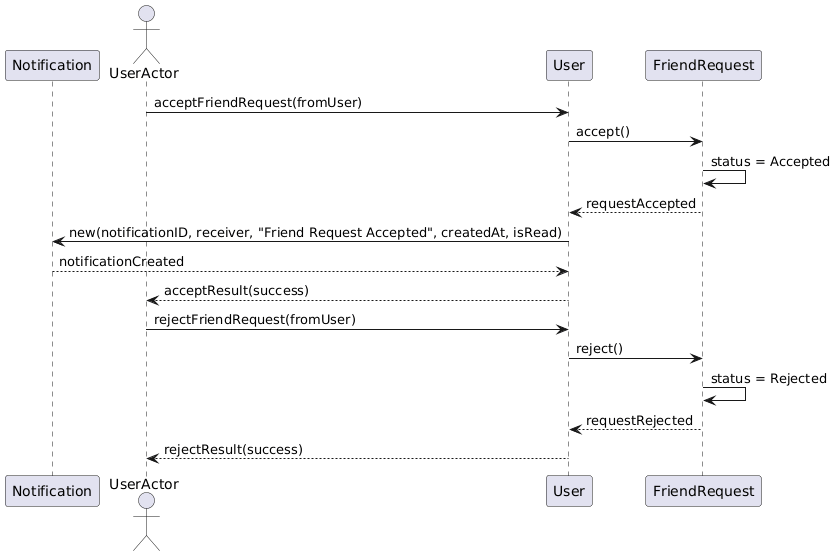 Notification
UserActor
User
FriendRequest
acceptFriendRequest(fromUser)
accept()
status = Accepted
requestAccepted
new(notificationID, receiver, "Friend Request Accepted", createdAt, isRead)
notificationCreated
acceptResult(success)
rejectFriendRequest(fromUser)
reject()
status = Rejected
requestRejected
rejectResult(success)
Notification
UserActor
User
FriendRequest